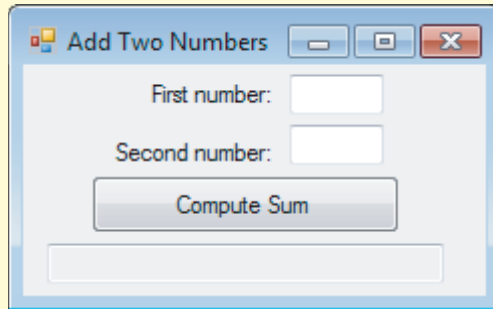 Add Two Numbers
First number:
Second number:
Compute Sum